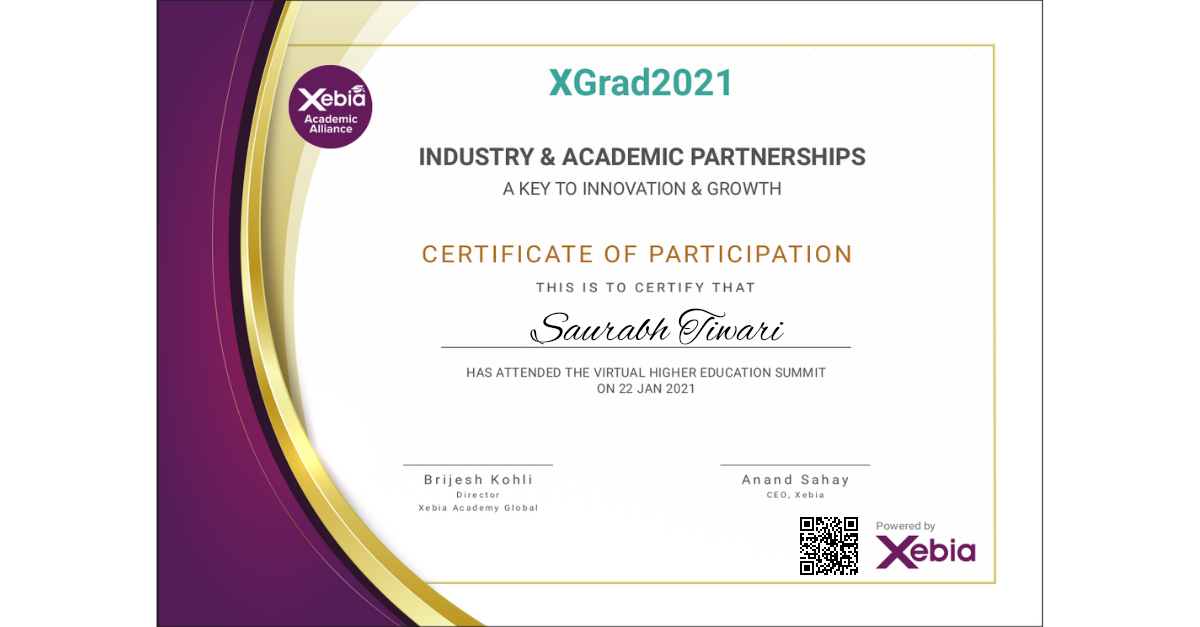 XGrad2021
Xebia
Academic
Alliance
INDUSTRY & ACADEMIC PARTNERSHIPS
A KEY TO INNOVATION & GROWTH
CERTIFICATE OF PARTICIPATION
THIS IS TO CERTIFY THAT
Saurabh Tiwari
HAS ATTENDED THE VIRTUAL HIGHER EDUCATION SUMMIT
ON 22 JAN 2021
Brijesh Kohli
Director
Xebia Academy Global
Anand Sahay
CEO, Xebia
Powered by
Xebia